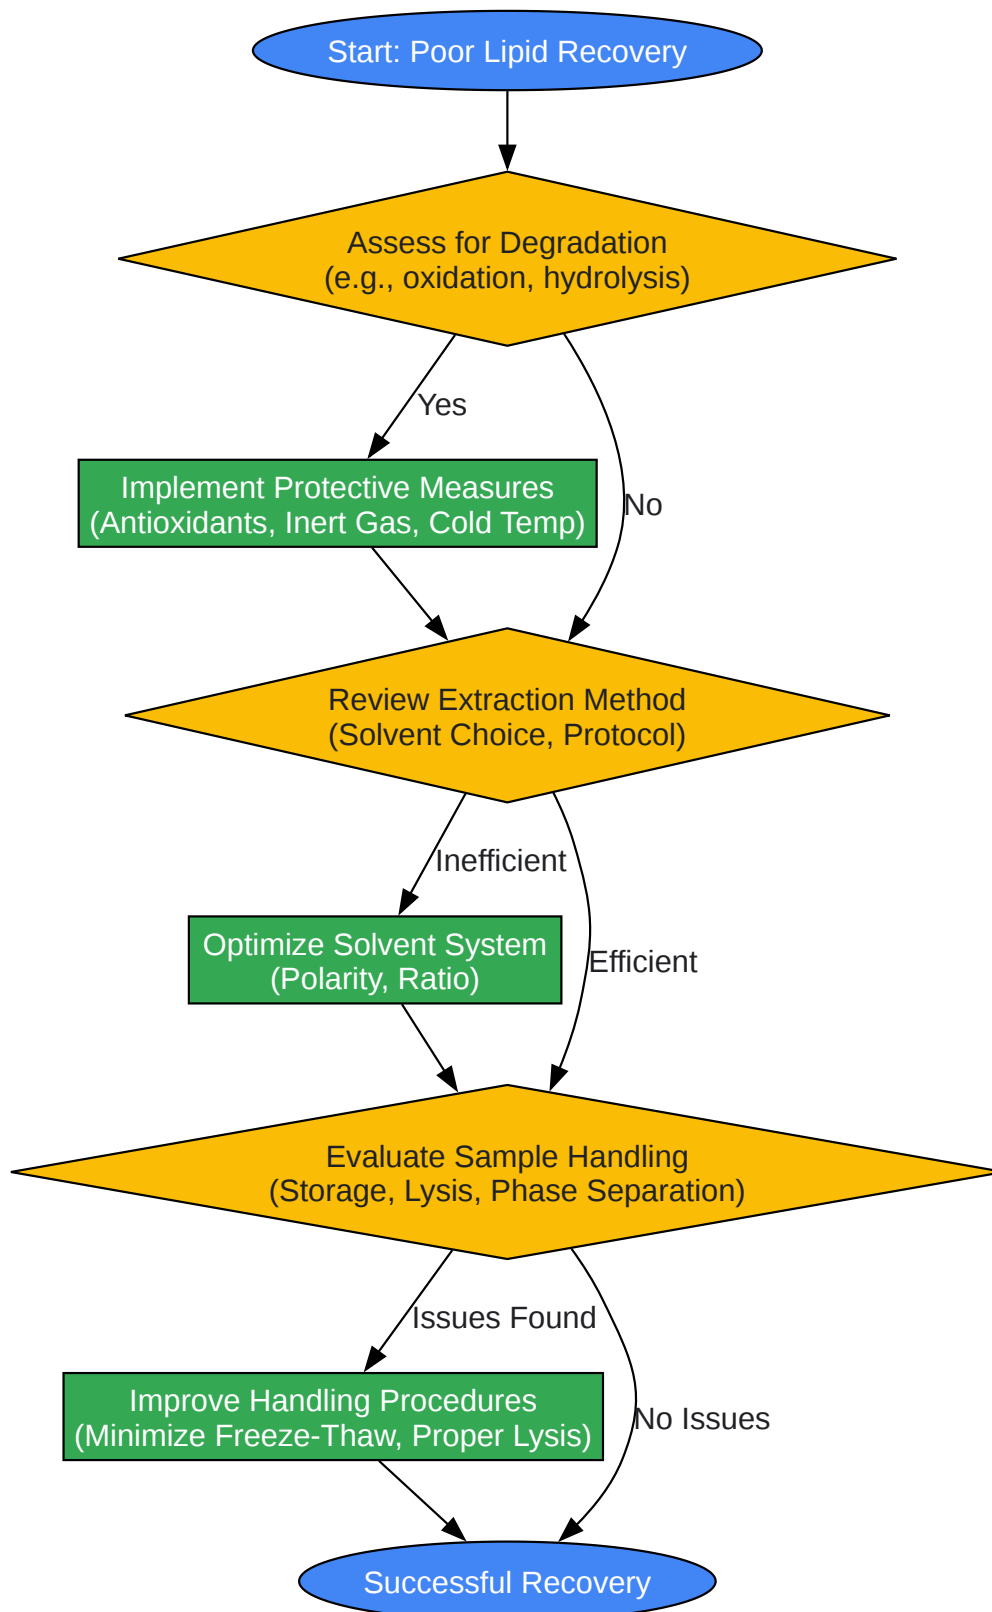 Start: Poor Lipid Recovery
Assess for Degradation
(e.g., oxidation, hydrolysis)
Yes
Implement Protective Measures
(Antioxidants, Inert Gas, Cold Temp)
No
Review Extraction Method
(Solvent Choice, Protocol)
Inefficient
Optimize Solvent System
(Polarity, Ratio)
Efficient
Evaluate Sample Handling
(Storage, Lysis, Phase Separation)
Issues Found
Improve Handling Procedures
(Minimize Freeze-Thaw, Proper Lysis)
No Issues
Successful Recovery